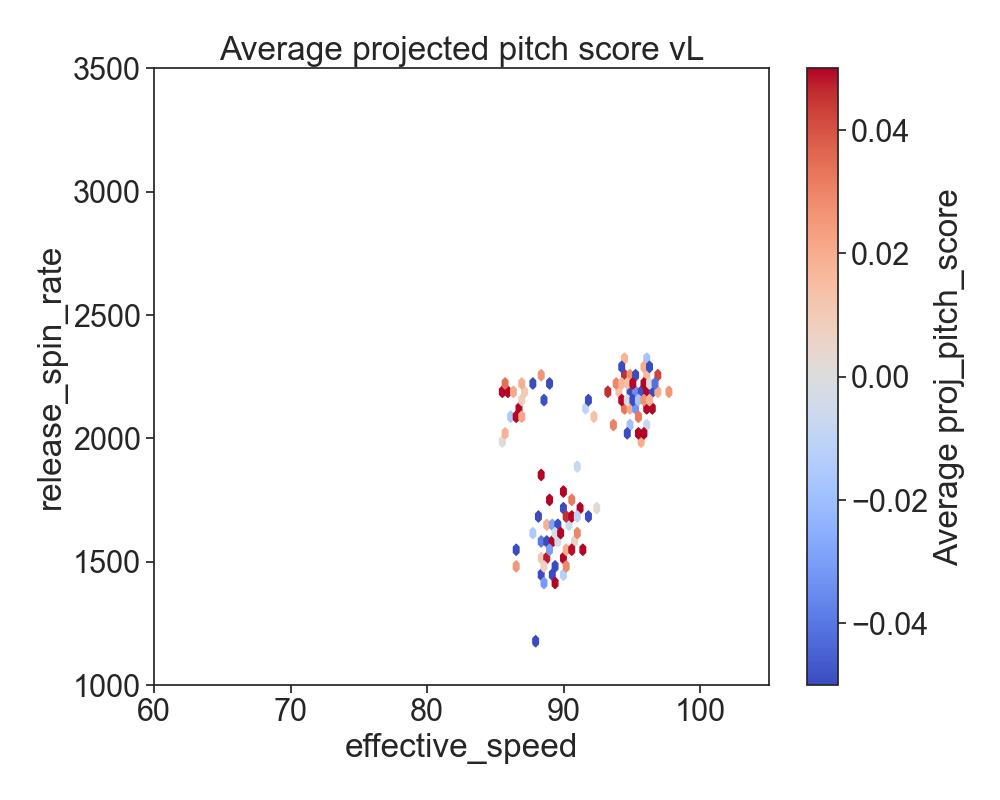 Average projected pitch score vL
3500
3000
2500
2000
1500
1000
release_spin_rate
60 70 80 90 100
effective_speed
0.04
0.02
0.00
−0.02
−0.04
Average proj_pitch_score